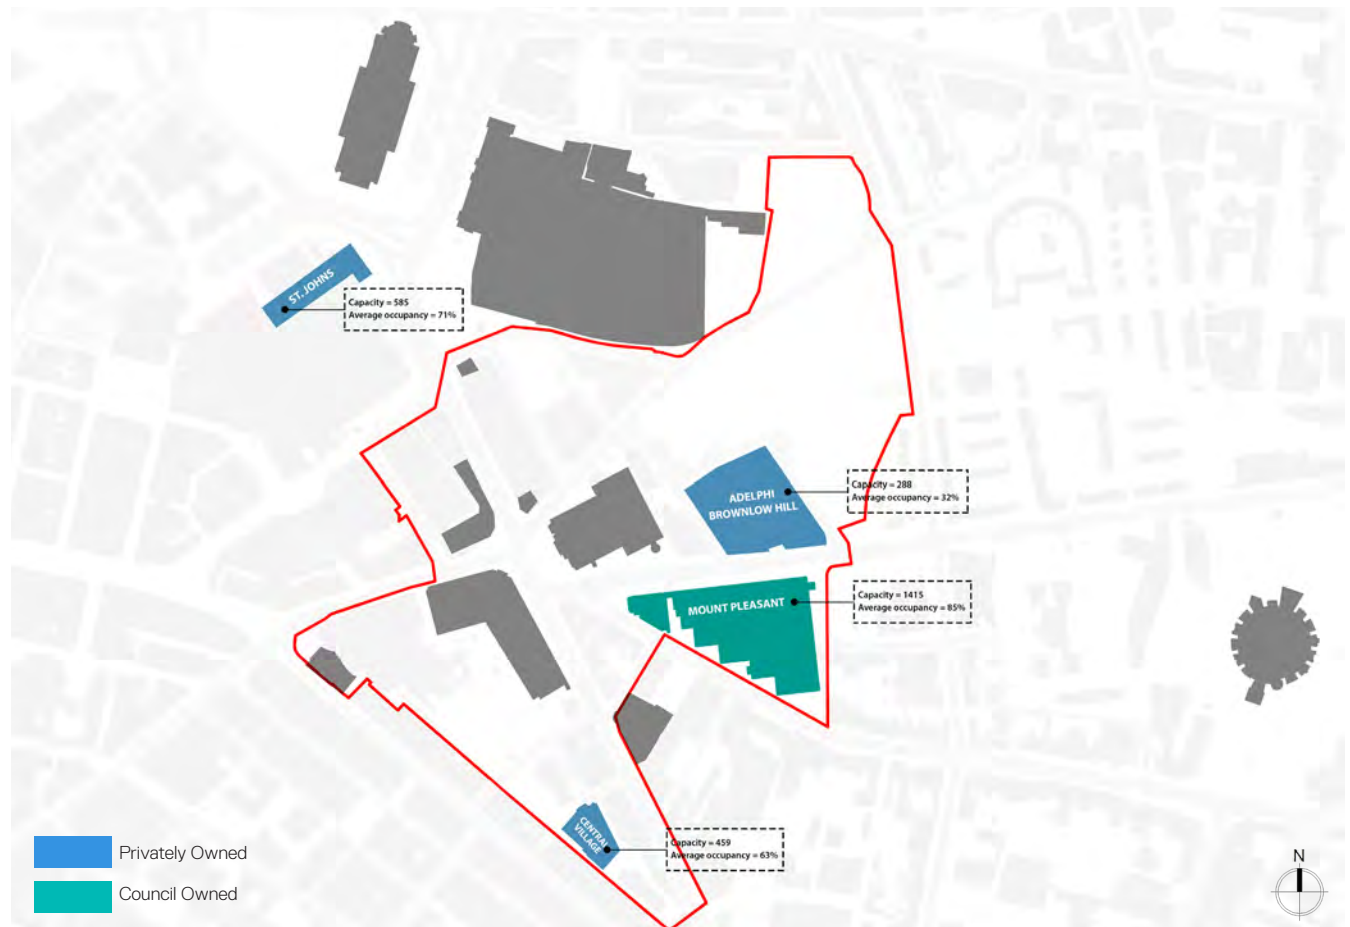 ST. JOHNS
Capacity = 585
Average occupancy = 71%
ADELPHI
BROWNLOW HILL
Capacity = 288
Average occupancy = 32%
MOUNT PLEASANT
Capacity = 1415
Average occupancy = 85%
CENTRAL
VILLAGE
Capacity = 459
Average occupancy = 63%
Privately Owned
Council Owned
N